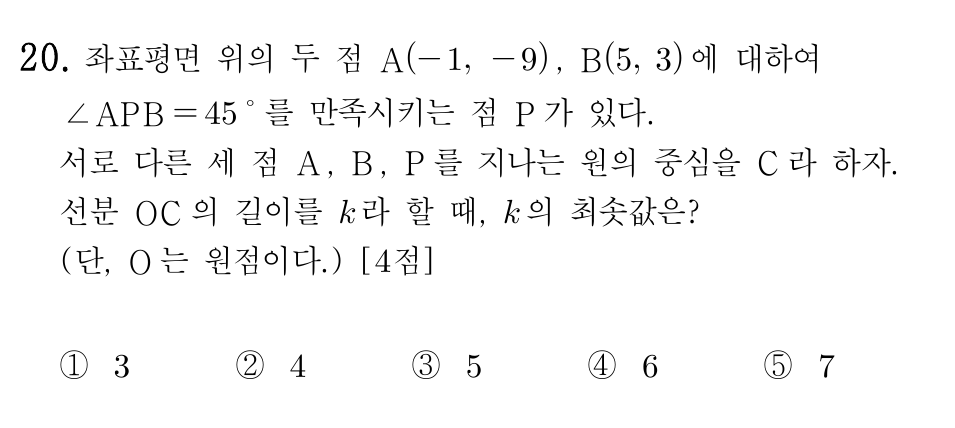 20. 좌표평면 위의 두 점 A(−1, −9), B(5, 3)에 대하여
∠APB=45°를 만족시키는 점 P가 있다.
서로 다른 세 점 A, B, P를 지나는 원의 중심을 C라 하자.
선분 OC의 길이를 k라 할 때, k의 최솟값은?
(단, O는 원점이다.) [4점]
① 3 ② 4 ③ 5 ④ 6 ⑤ 7